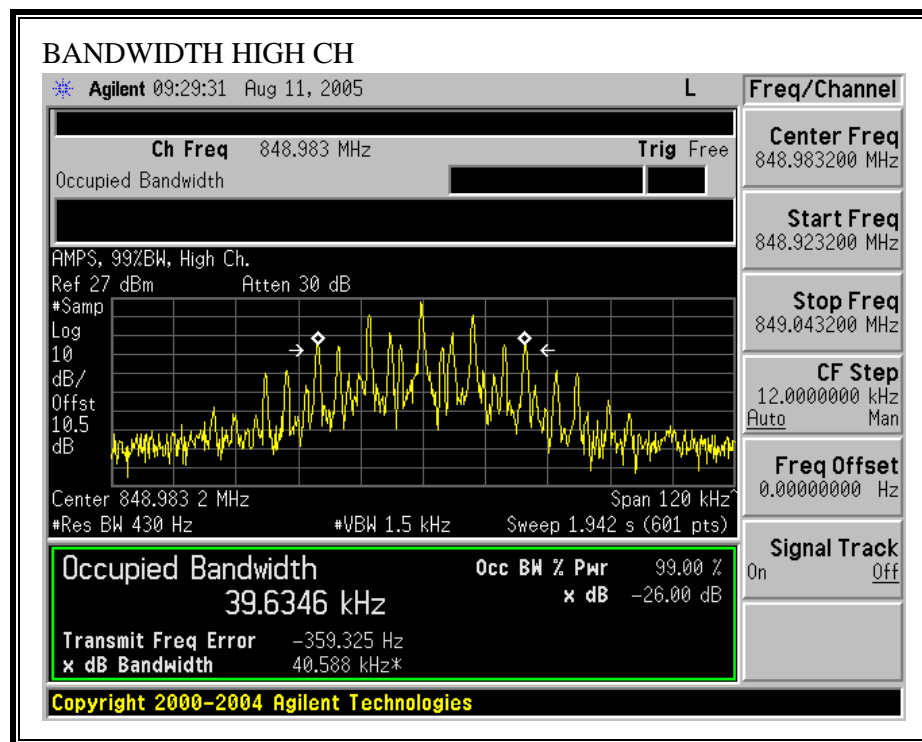 BANDWIDTH HIGH CH
Agilent 09:29:31 Aug 11, 2005 L
Freq/Channel
Ch Freq 848.983 MHz Trig Free
Occupied Bandwidth
Center Freq
848.983200 MHz
Start Freq
848.923200 MHz
Stop Freq
849.043200 MHz
CF Step
12.0000000 kHz
Auto Man
Freq Offset
0.00000000 Hz
Signal Track
On Off
AMPS, 99%BW, High Ch.
Ref 27 dBm Atten 30 dB
#Samp
Log
10
dB/
Offst
10.5
dB
Center 848.983 2 MHz Span 120 kHz^
#Res BW 430 Hz #VBW 1.5 kHz Sweep 1.942 s (601 pts)
Occupied Bandwidth Occ BW % Pwr 99.00 %
39.6346 kHz x dB -26.00 dB
Transmit Freq Error -359.325 Hz
x dB Bandwidth 40.588 kHz*
Copyright 2000-2004 Agilent Technologies